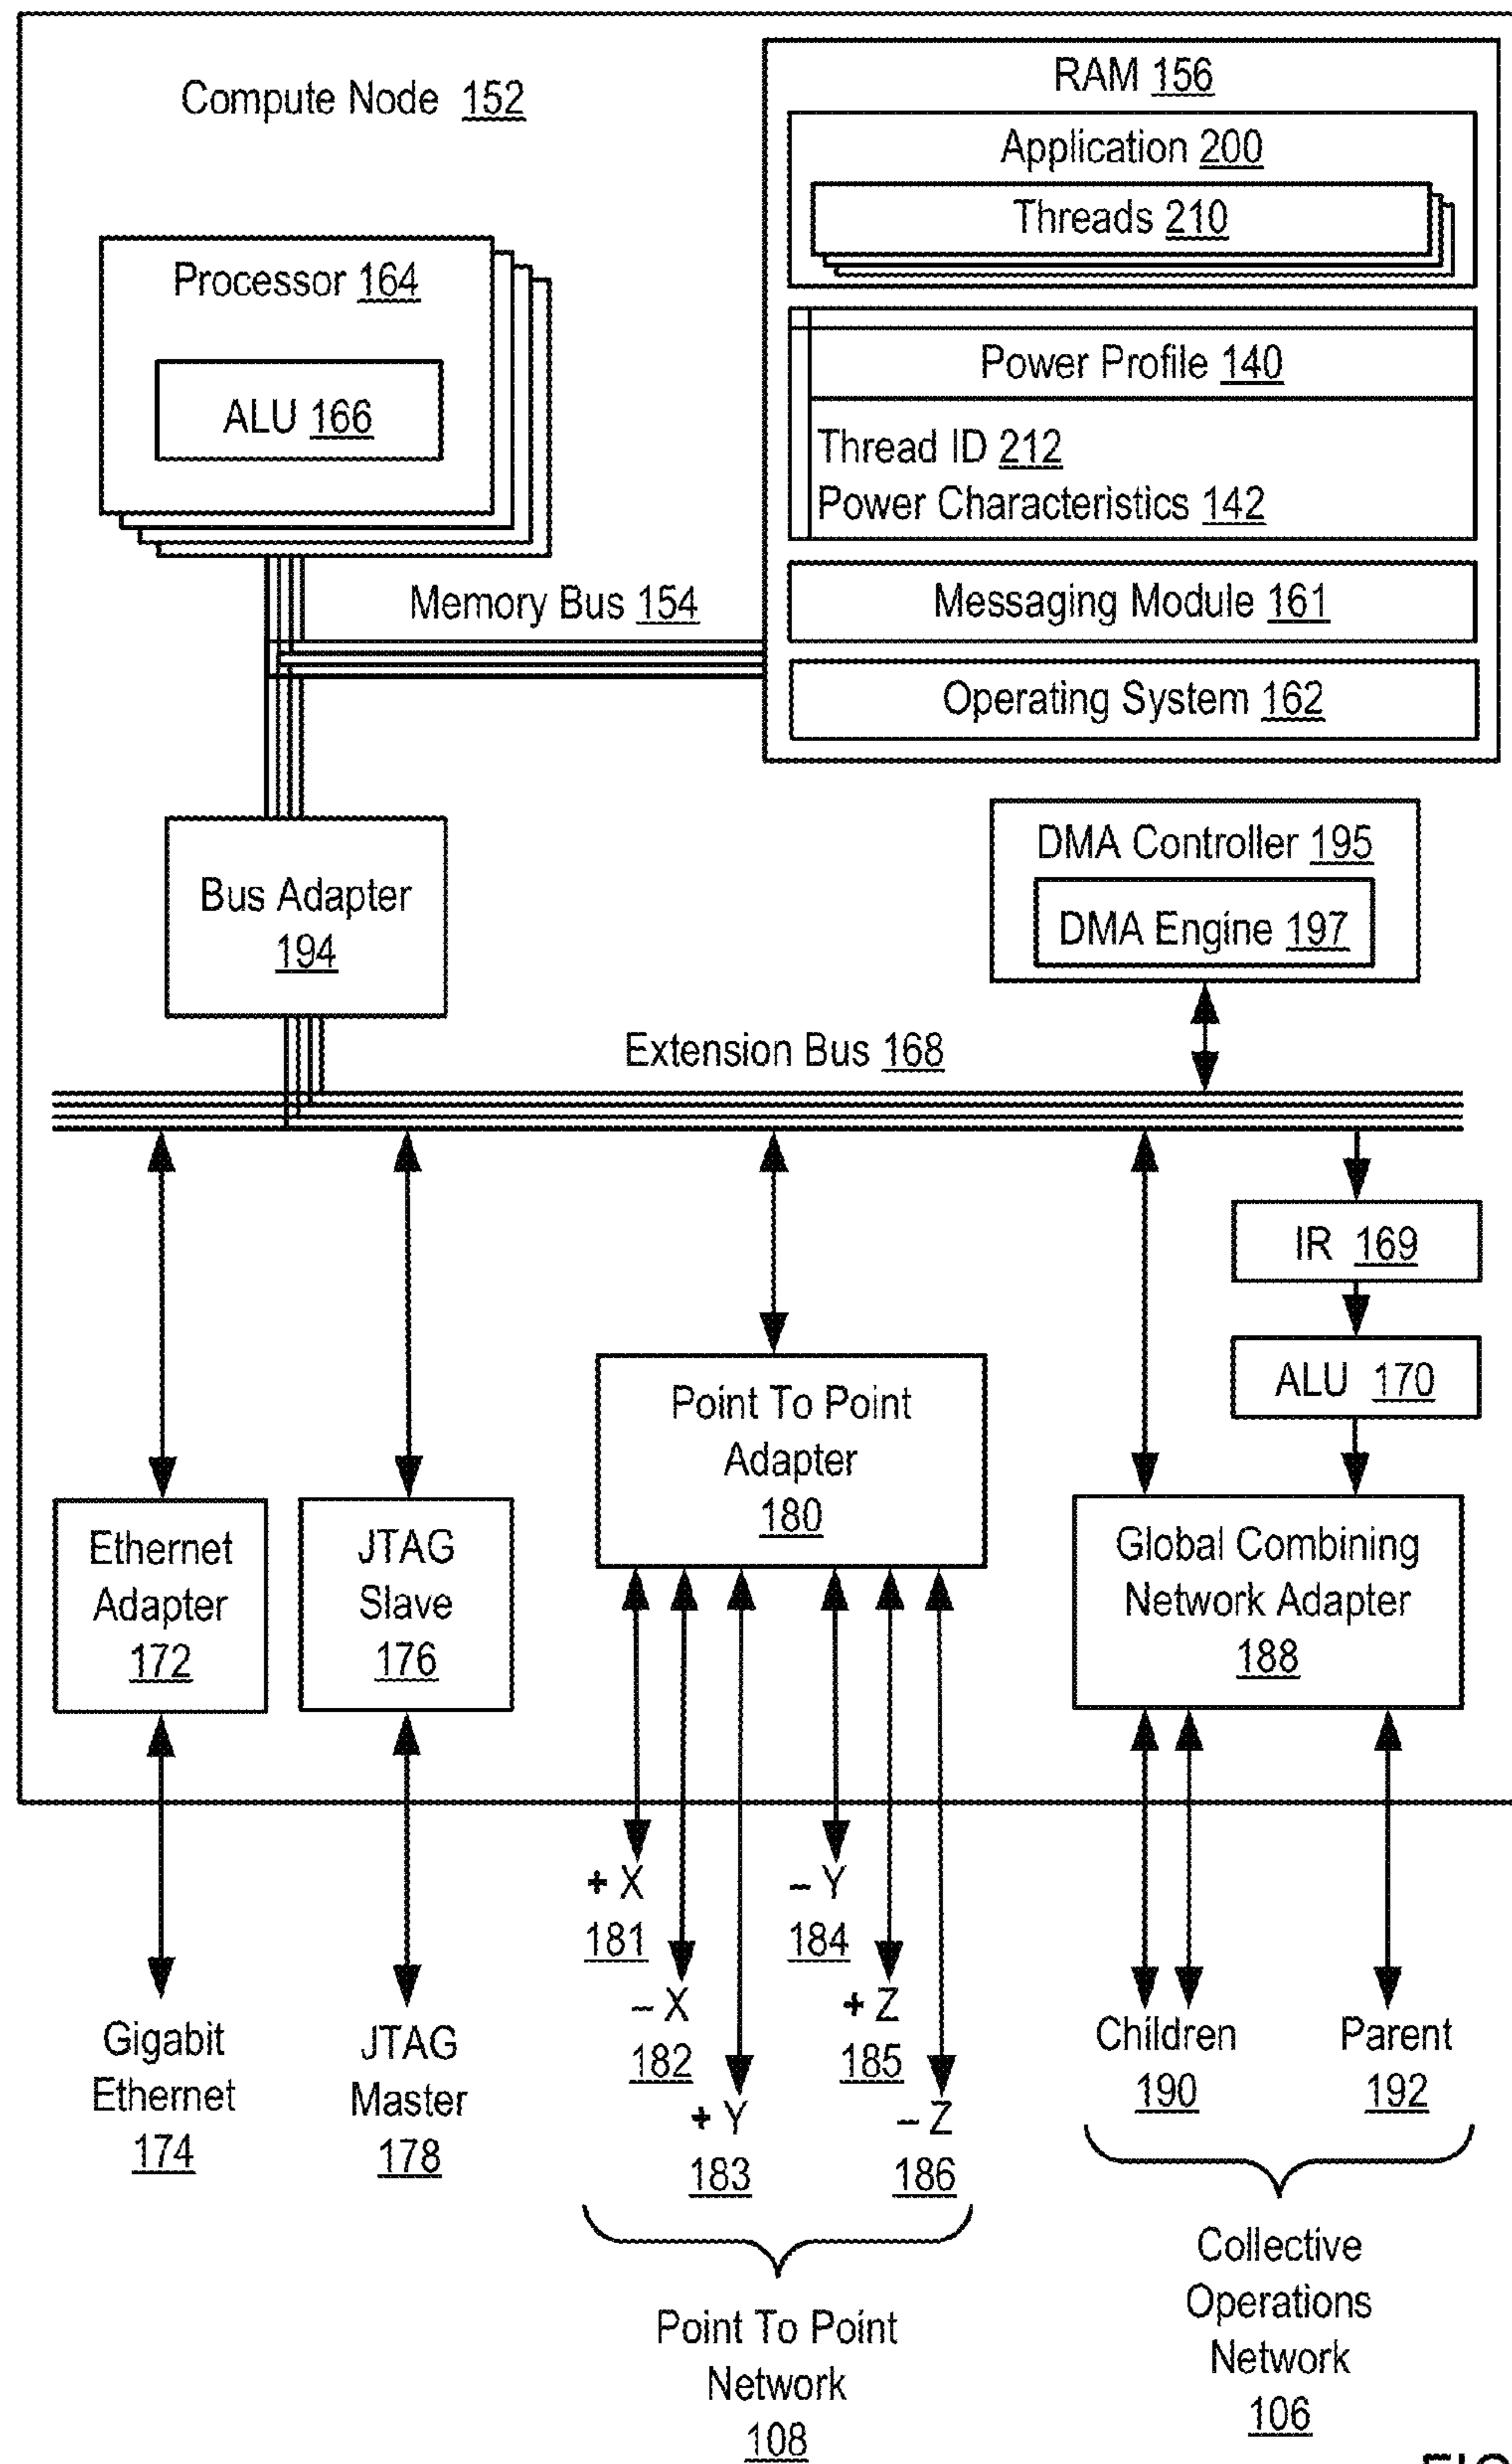 Compute Node 152
RAM 156
Application 200
Threads 210
Processor 164
ALU 166
Power Profile 140
Thread ID 212
Power Characteristics 142
Memory Bus 154
Messaging Module 161
Operating System 162
Bus Adapter
194
DMA Controller 195
DMA Engine 197
Extension Bus 168
IR 169
ALU 170
Point To Point
Adapter
180
Ethernet
Adapter
172
JTAG
Slave
176
Global Combining
Network Adapter
188
+ X
181
– X
182
+ Y
183
– Y
184
+ Z
185
– Z
186
Gigabit
Ethernet
174
JTAG
Master
178
Children
190
Parent
192
Point To Point
Network
108
Collective
Operations
Network
106